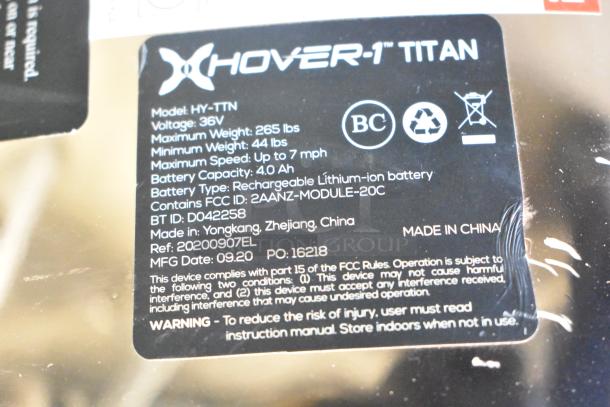 n is required.
on or near
HOVER-1™ TITAN
Model: HY-TTN
Voltage: 36V
Maximum Weight: 265 lbs
Minimum Weight: 44 lbs
Maximum Speed: Up to 7 mph
Battery Capacity: 4.0 Ah
Battery Type: Rechargeable Lithium-ion battery
Contains FCC ID: 2AANZ-MODULE-20C
BT ID: D042258
Made in: Yongkang, Zhejiang, China
Ref: 20200907EL
MFG Date: 09.20 PO: 16218
BC
MADE IN CHINA
GROUP
This device complies with part 15 of the FCC Rules. Operation is subject to
the following two conditions: (1) This device may not cause harmful
interference, and (2) this device must accept any interference received,
including interference that may cause undesired operation.
WARNING - To reduce the risk of injury, user must read
instruction manual. Store indoors when not in use.